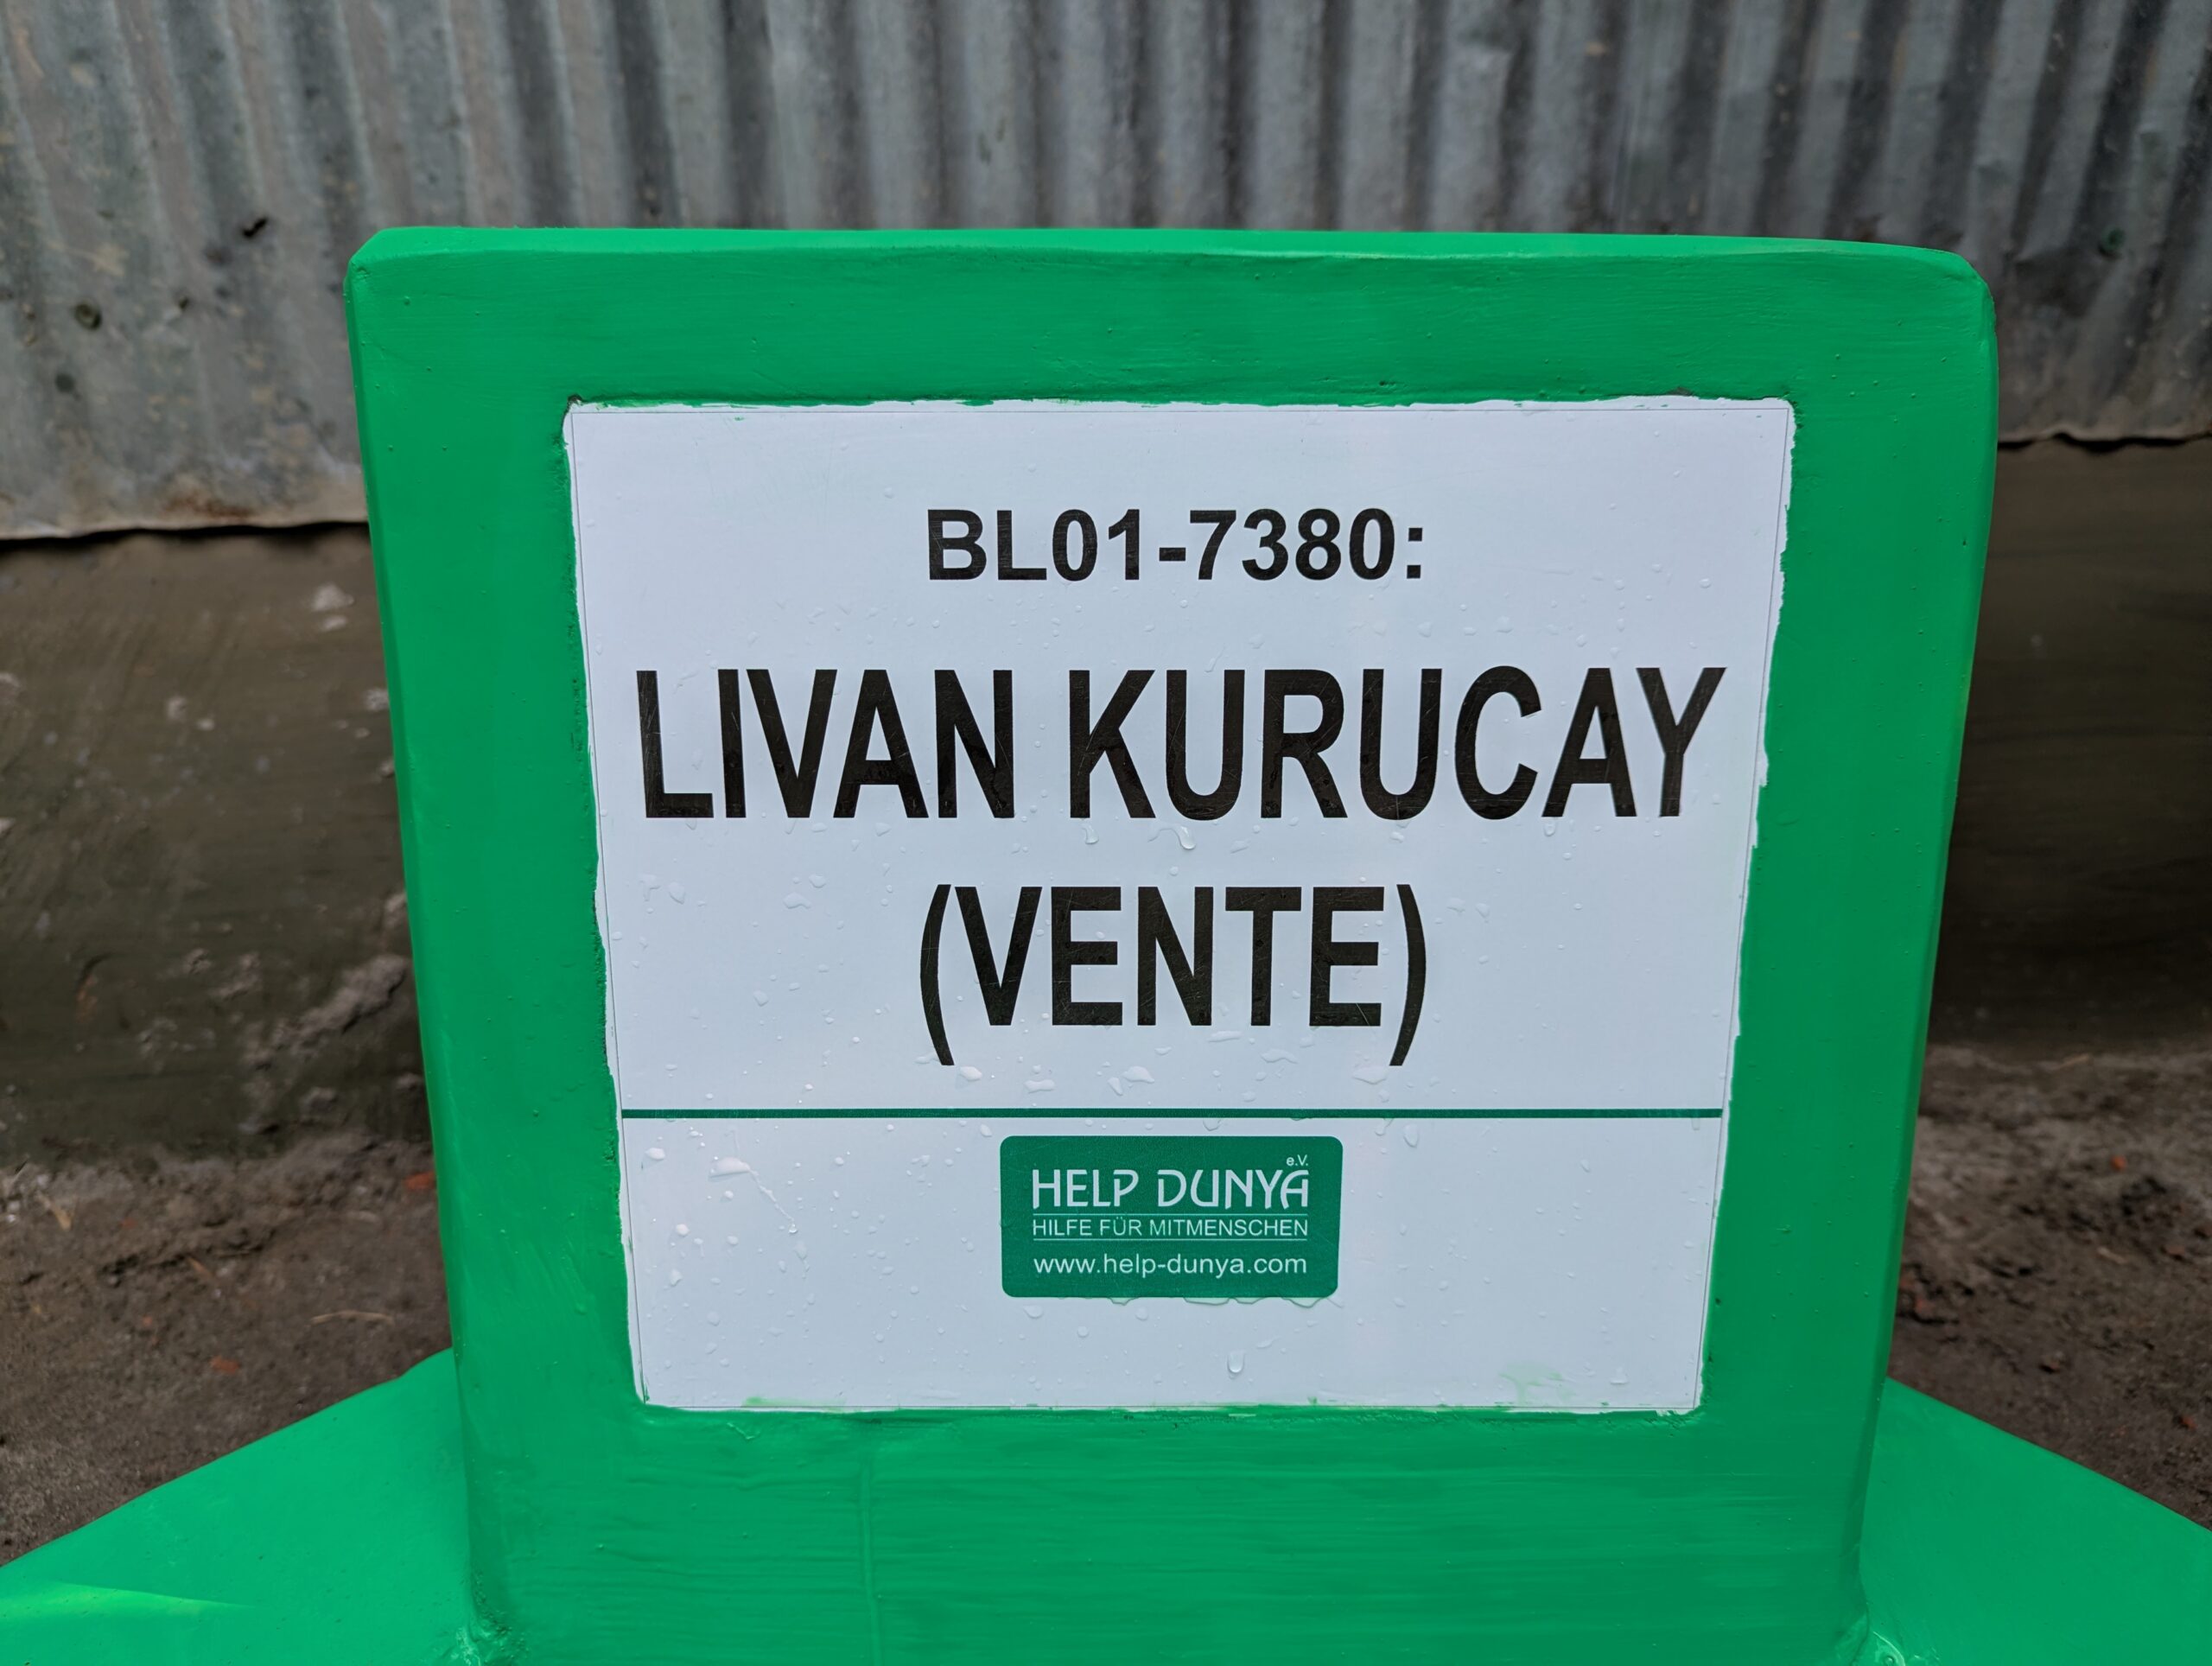 BL01-7380:
LIVAN KURUCAY
(VENTE)
HELP DUNYA e.V.
HILFE FÜR MITMENSCHEN
www.help-dunya.com